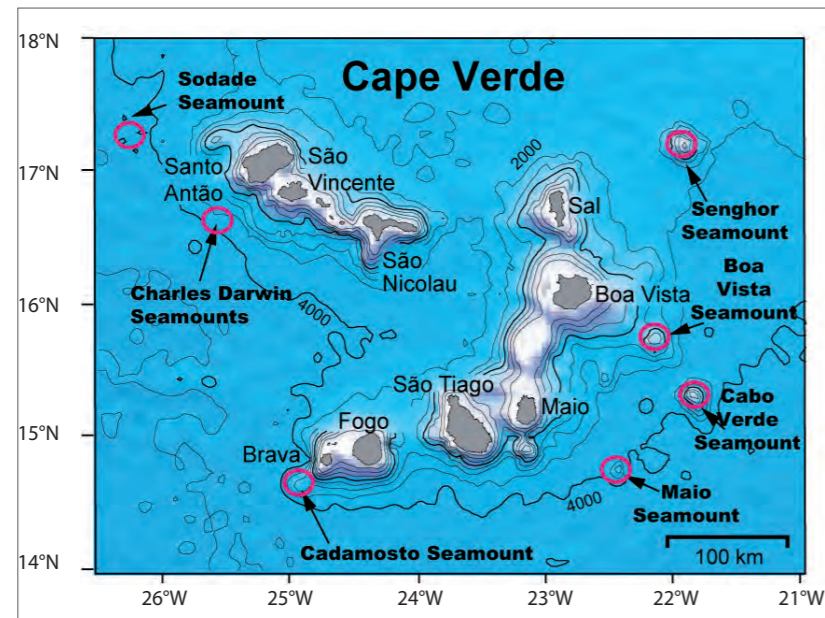 18°N
Cape Verde
Sodade
Seamount
17°N
Santo
Antão
São
Vincente
2000
Sal
Senghor
Seamount
São
Nicolau
Charles Darwin
Seamounts
4000
16°N
Boa Vista
Boa
Vista
Seamount
São Tiago
Maio
Cabo
Verde
Seamount
Fogo
Brava
15°N
4000
Maio
Seamount
Cadamosto Seamount
100 km
14°N
26°W
25°W
24°W
23°W
22°W
21°W